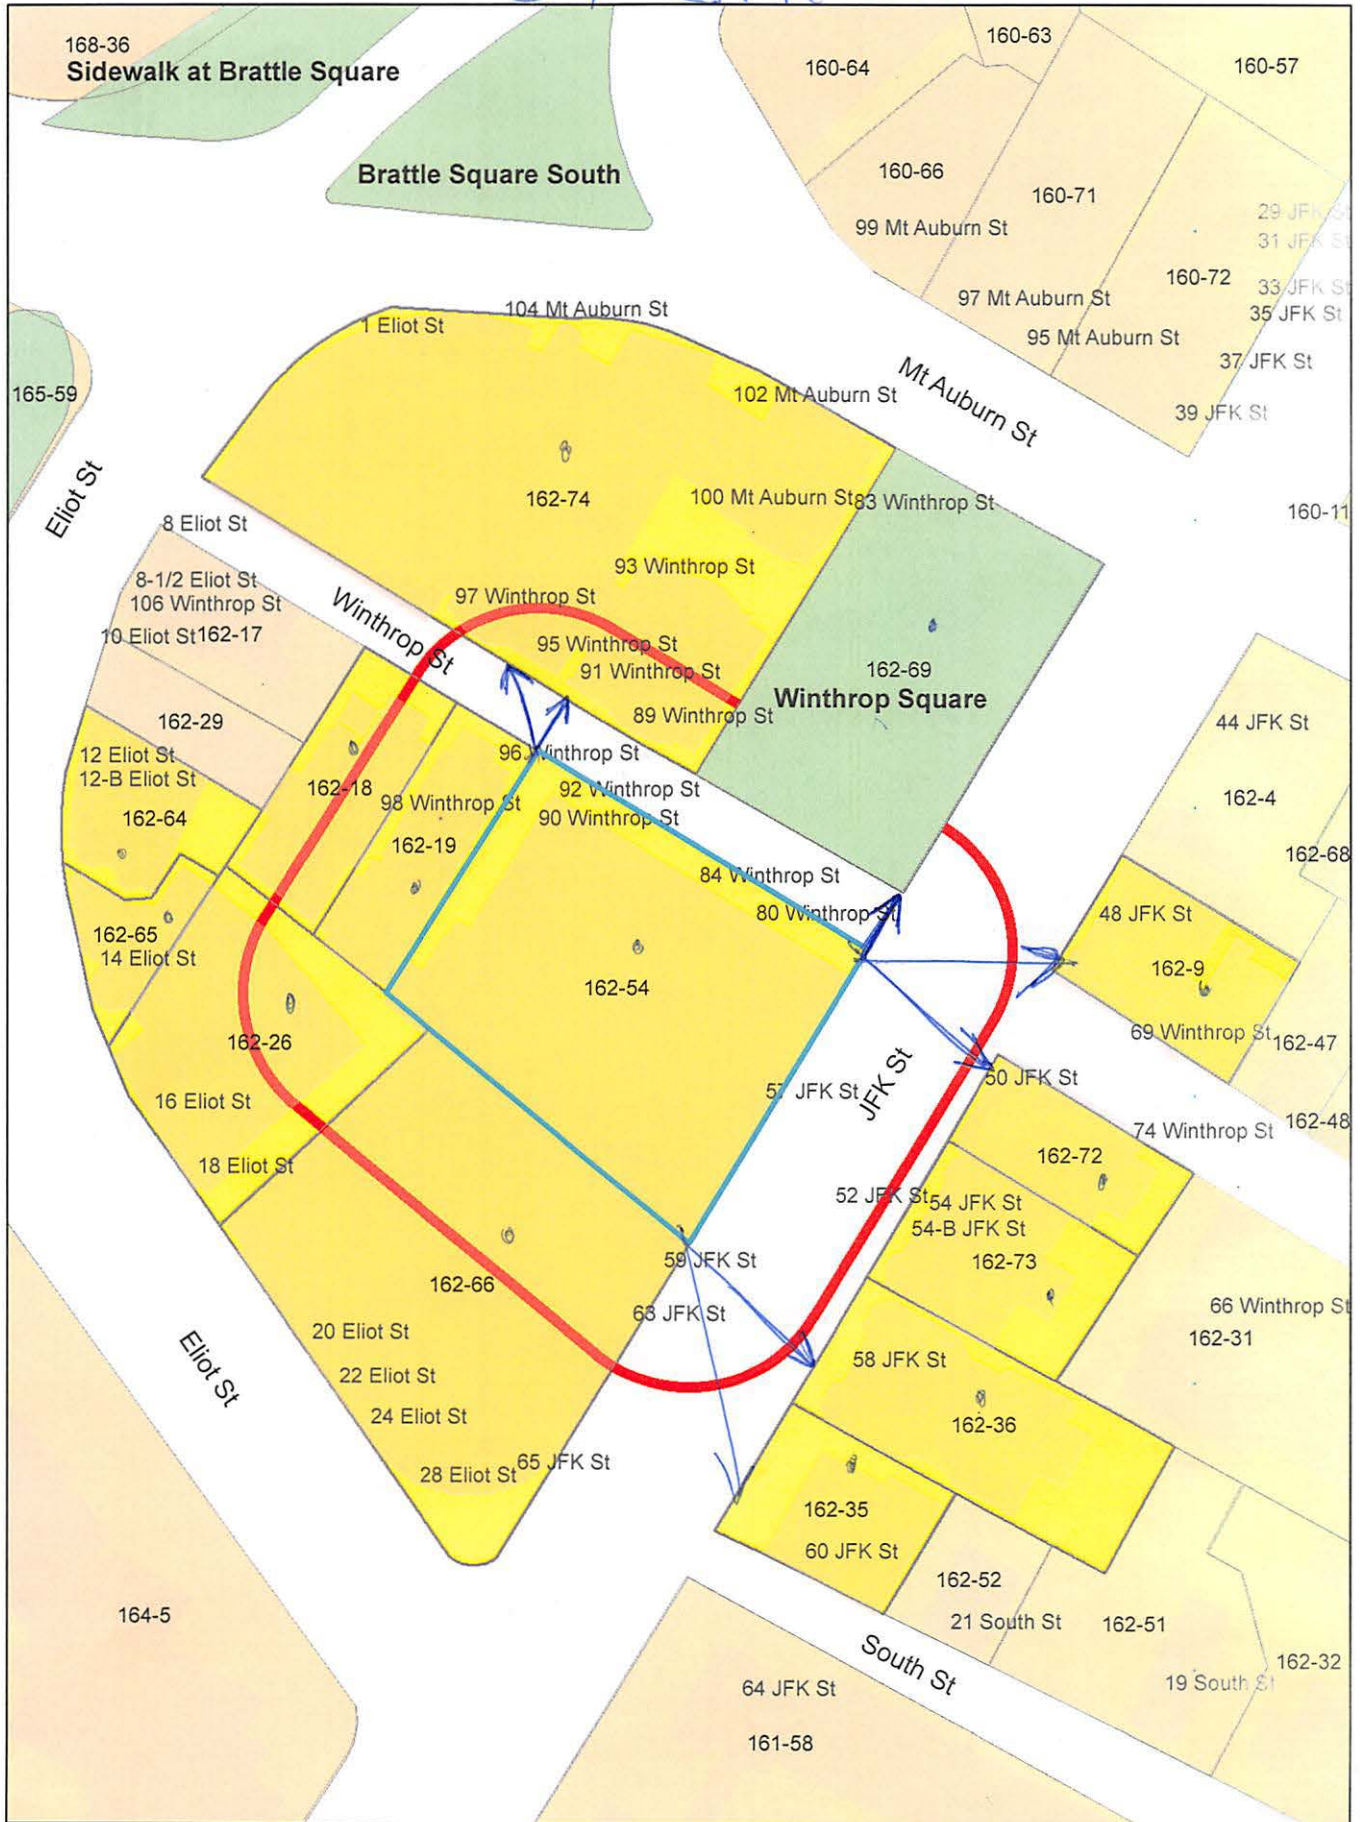 168-36
Sidewalk at Brattle Square
Brattle Square South
160-64
160-63
160-57
160-66
160-71
99 Mt Auburn St
160-72
97 Mt Auburn St
95 Mt Auburn St
29 JFK St
31 JFK St
33 JFK St
35 JFK St
37 JFK St
39 JFK St
104 Mt Auburn St
1 Eliot St
165-59
102 Mt Auburn St
Mt Auburn St
Eliot St
162-74
100 Mt Auburn St
83 Winthrop St
160-11
8 Eliot St
93 Winthrop St
8-1/2 Eliot St
106 Winthrop St
10 Eliot St
162-17
Winthrop St
97 Winthrop St
95 Winthrop St
91 Winthrop St
89 Winthrop St
162-69
Winthrop Square
162-29
44 JFK St
12 Eliot St
12-B Eliot St
96 Winthrop St
162-18
92 Winthrop St
98 Winthrop St
90 Winthrop St
162-4
162-64
162-19
162-68
84 Winthrop St
80 Winthrop St
48 JFK St
162-65
14 Eliot St
162-9
162-54
162-26
69 Winthrop St
162-47
57 JFK St
JFK St
50 JFK St
16 Eliot St
74 Winthrop St
162-48
18 Eliot St
162-72
52 JFK St
54 JFK St
54-B JFK St
162-73
59 JFK St
162-66
63 JFK St
66 Winthrop St
162-31
20 Eliot St
Eliot St
22 Eliot St
58 JFK St
24 Eliot St
162-36
28 Eliot St
65 JFK St
162-35
60 JFK St
162-52
21 South St
162-51
164-5
South St
162-32
19 South St
64 JFK St
161-58